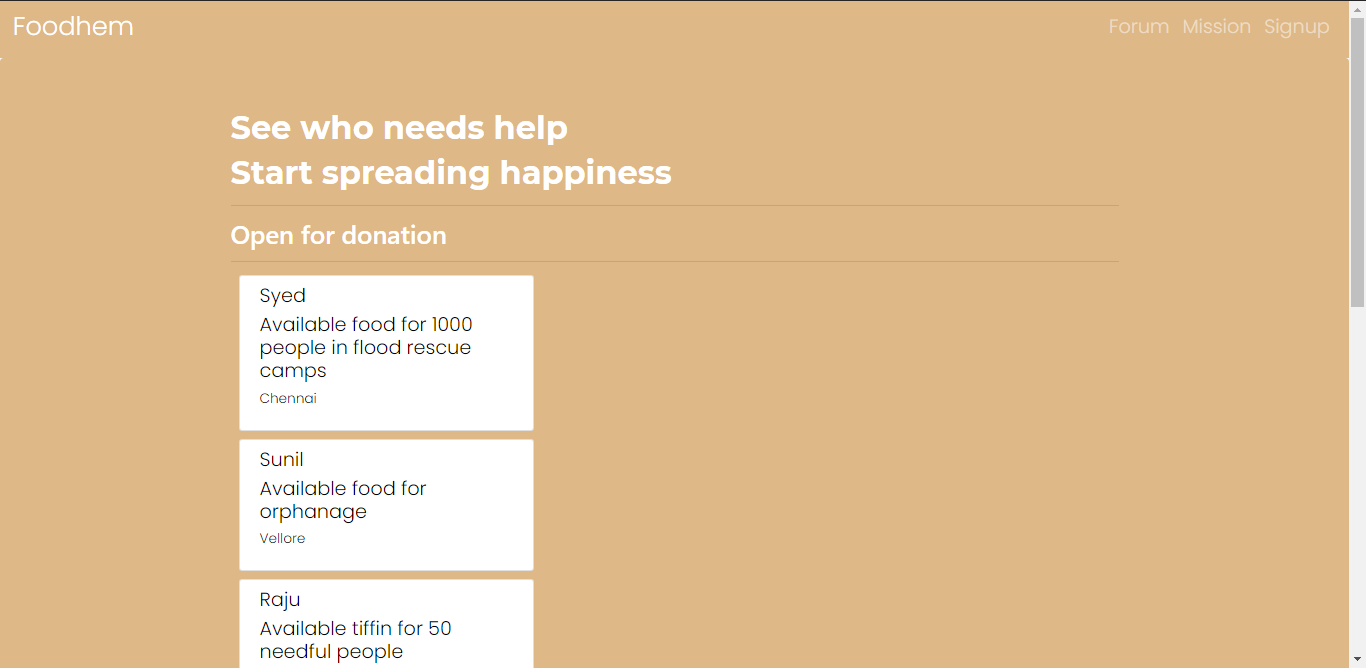 Foodhem
Forum Mission Signup
See who needs help
Start spreading happiness
Open for donation
Syed
Available food for 1000
people in flood rescue
camps
Chennai
Sunil
Available food for
orphanage
Vellore
Raju
Available tiffin for 50
needful people